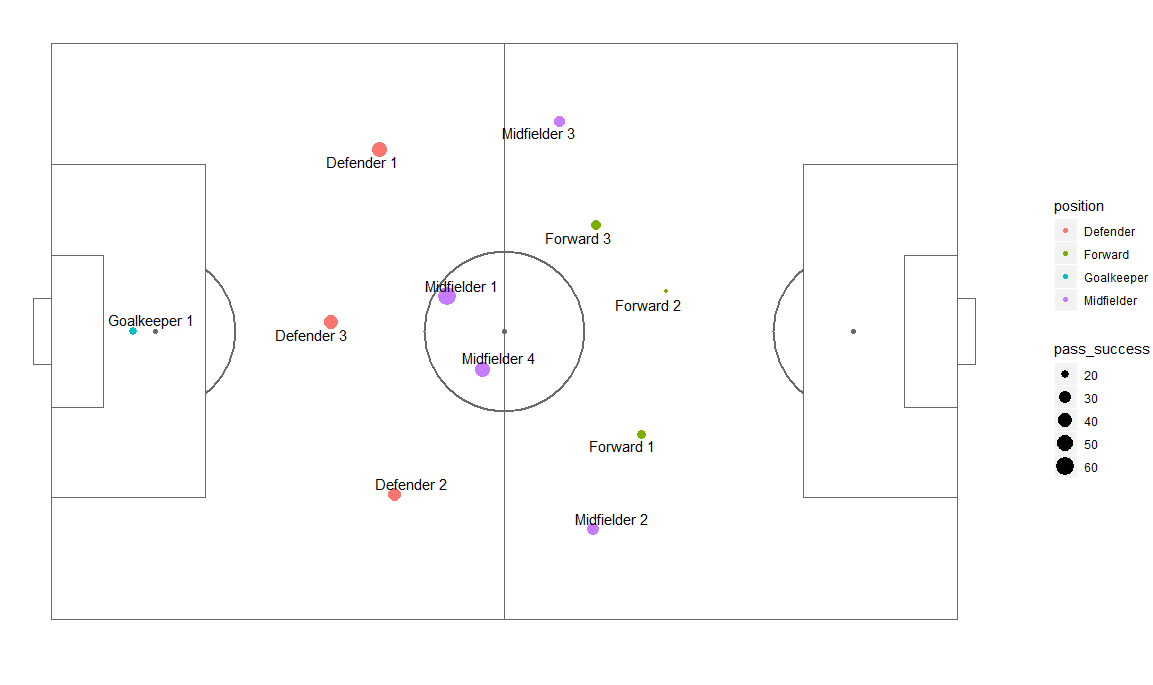 Midfielder 3
Defender 1
Forward 3
Midfielder 1
Forward 2
Goalkeeper 1
Defender 3
Midfielder 4
Forward 1
Defender 2
Midfielder 2
position
Defender
Forward
Goalkeeper
Midfielder
pass_success
20
30
40
50
60